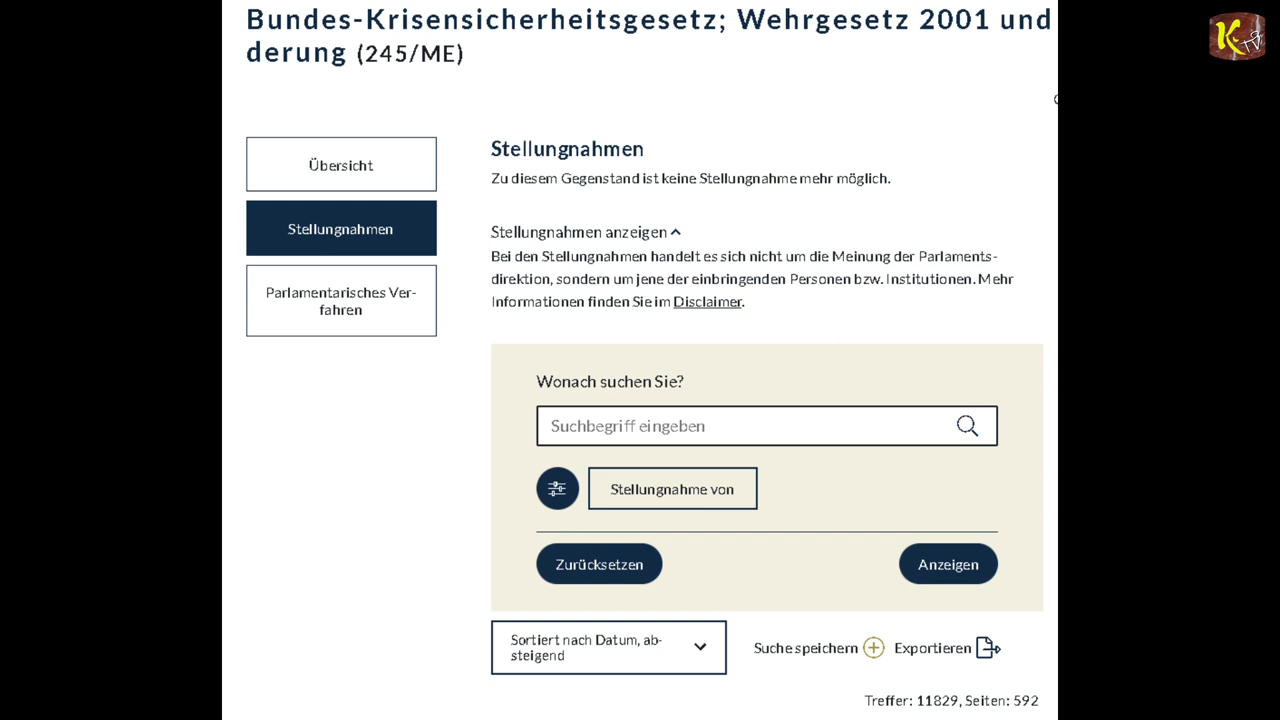 Bundes-Krisensicherheitsgesetz; Wehrgesetz 2001 und
derung (245/ME)
Übersicht
Stellungnahmen
Parlamentarisches Ver-
fahren
Stellungnahmen
Zu diesem Gegenstand ist keine Stellungnahme mehr möglich.
Stellungnahmen anzeigen
Bei den Stellungnahmen handelt es sich nicht um die Meinung der Parlaments-
direktion, sondern um jene der einbringenden Personen bzw. Institutionen. Mehr
Informationen finden Sie im Disclaimer.
Wonach suchen Sie?
Suchbegriff eingeben
Stellungnahme von
Zurücksetzen
Anzeigen
Sortiert nach Datum, ab-
steigend
Suche speichern
Exportieren
Treffer: 11829, Seiten: 592